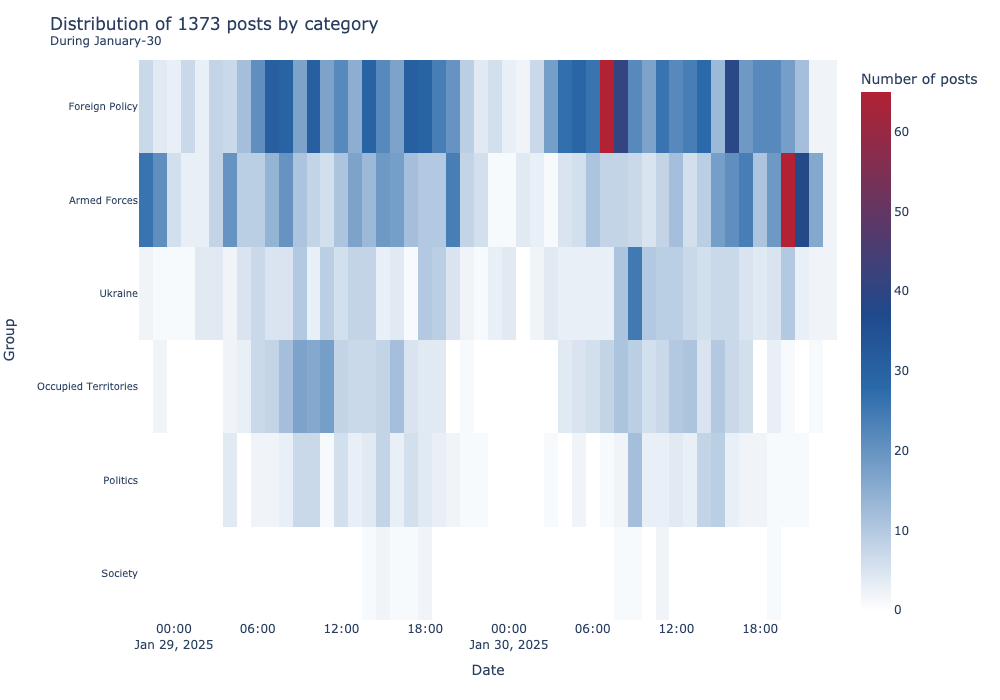 Distribution of 1373 posts by category
During January-30
Number of posts
Foreign Policy
Armed Forces
Ukraine
Occupied Territories
Politics
Society
Group
60
50
40
30
20
10
0
00:00 06:00 12:00 18:00 00:00 06:00 12:00 18:00
Jan 29, 2025 Jan 30, 2025
Date